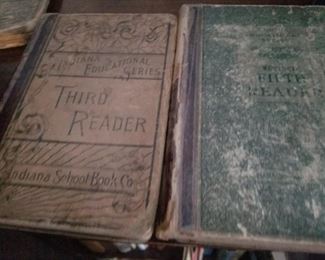 Indiana
Educational
Series
Third
Reader
Indiana School Book Co.
Fifth
Reader